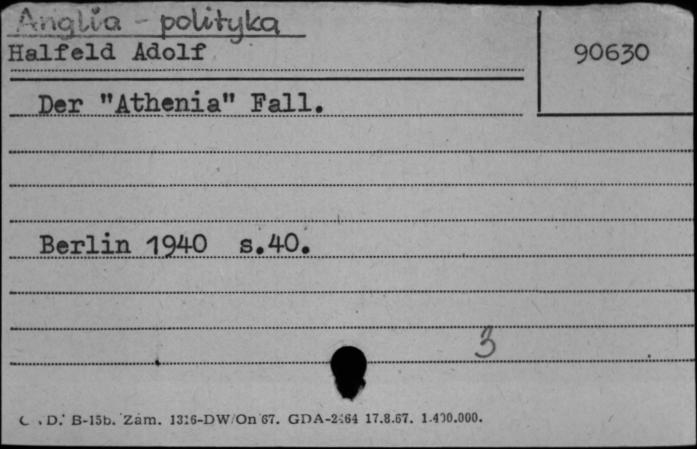 Anglia - polityka
Halfeld Adolf
90630
Der "Athenia" Fall.
Berlin 1940 s.40.
3
D. B-15b. Zam. 1316-DW/On 67. GDA-2464 17.8.67. 1.400.000.